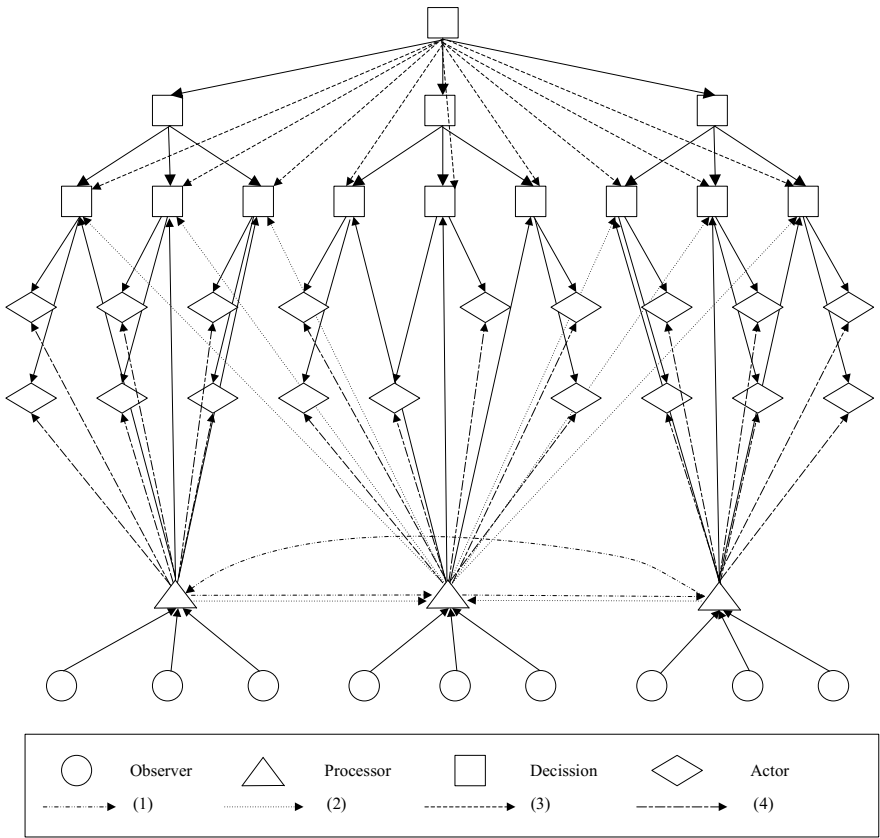 Observer Processor Decission Actor
(1) (2) (3) (4)